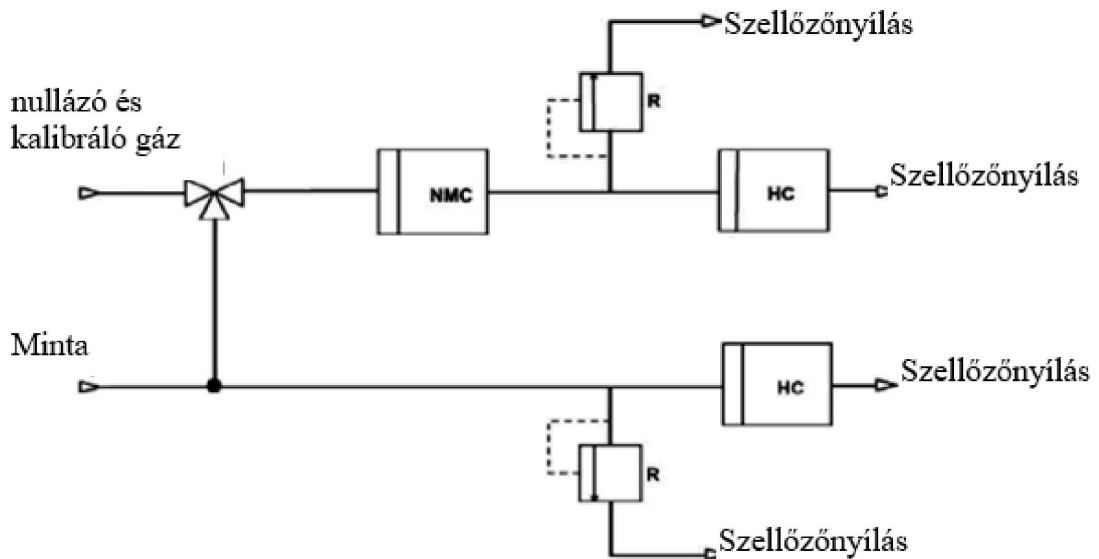 Szellőzőnyílás
R
nullázó és
kalibráló gáz
NMC
HC
Szellőzőnyílás
Minta
HC
Szellőzőnyílás
R
Szellőzőnyílás